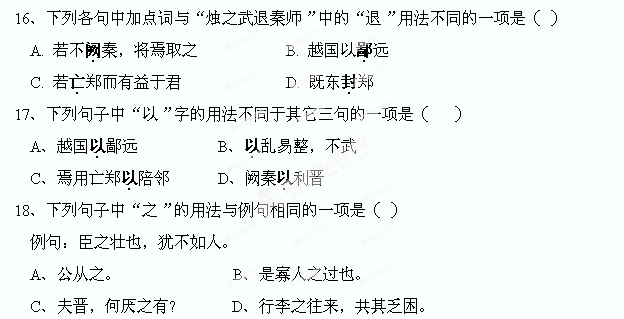 16、下列各句中加点词与“烛之武退秦师”中的“退”用法不同的一项是（ ）
A. 若不阙秦，将焉取之 B. 越国以鄙远
C. 若亡郑而有益于君 D. 既东封郑
17、下列句子中“以”字的用法不同于其它三句的一项是（ ）
A、越国以鄙远 B、以乱易整，不武
C、焉用亡郑以陪邻 D、阙秦以利晋
18、下列句子中“之”的用法与例句相同的一项是（ ）
例句：臣之壮也，犹不如人。
A、公从之。 B、是寡人之过也。
C、夫晋，何厌之有？ D、行李之往来，共其乏困。